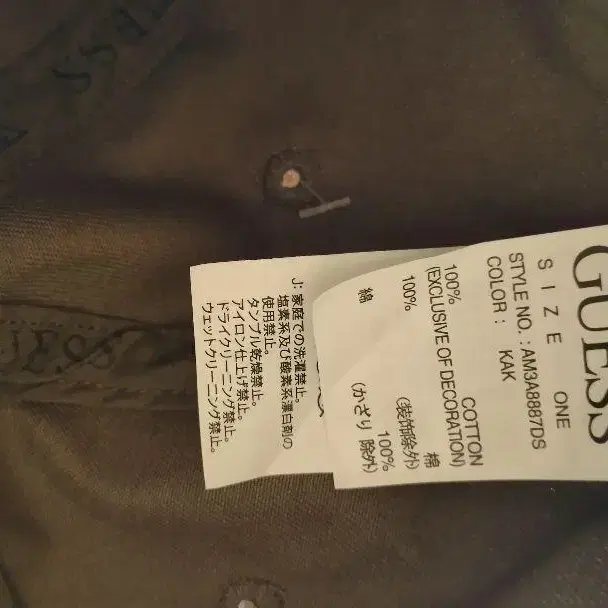 GUESS
SIZE ONE
STYLE NO. : AM3A8887DS
COLOR : KAK
100% COTTON
(EXCLUSIVE OF DECORATION)
100% 棉
(装飾除外)
綿 100%
(かざり 除外)
J: 家庭での洗濯禁止。
塩素系及び酸素系漂白剤の
使用禁止。
タンブル乾燥禁止。
アイロン仕上げ禁止。
ドライクリーニング禁止。
ウェットクリーニング禁止。
ESS